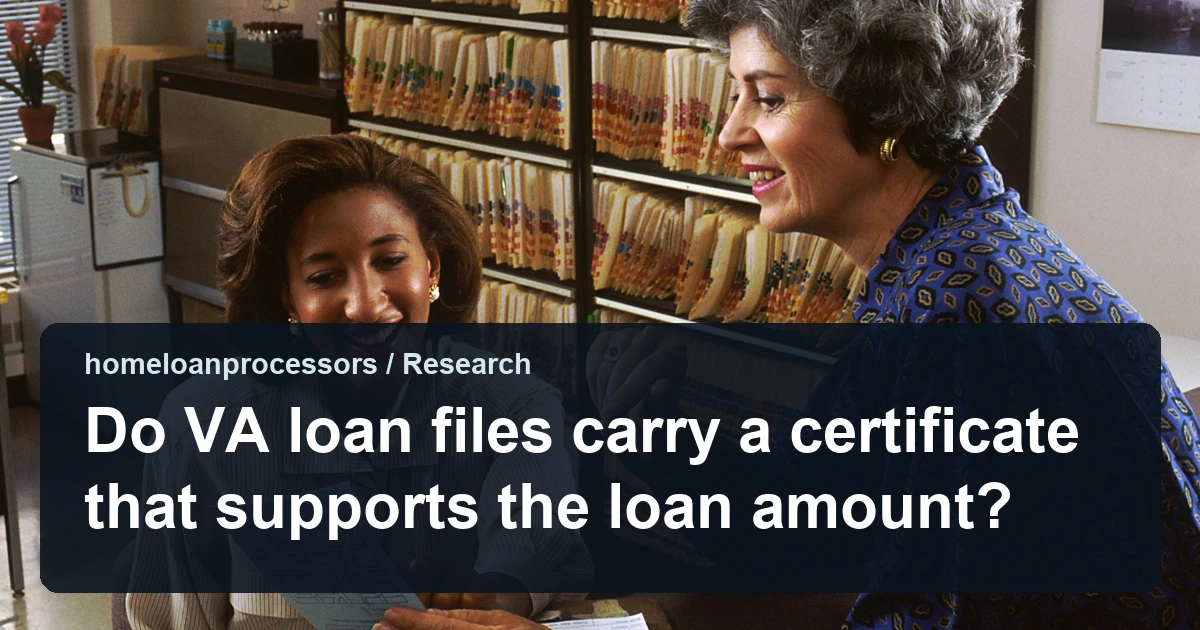 homeloanprocessors / Research
Do VA loan files carry a certificate
that supports the loan amount?